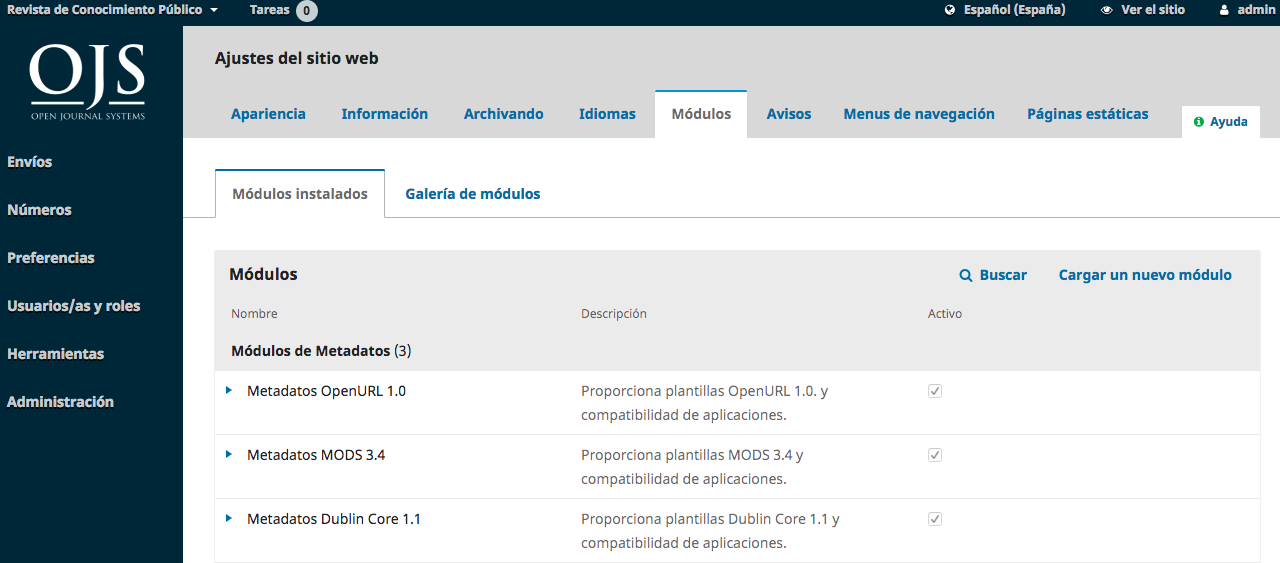 Revista de Conocimiento Público Tareas 0 Español (España) Ver el sitio admin
OJS
OPEN JOURNAL SYSTEMS
Envíos
Números
Preferencias
Usuarios/as y roles
Herramientas
Administración
Ajustes del sitio web
Apariencia Información Archivando Idiomas Módulos Avisos Menus de navegación Páginas estáticas Ayuda
Módulos instalados Galería de módulos
Módulos Buscar Cargar un nuevo módulo
Nombre Descripción Activo
Módulos de Metadatos (3)
Metadatos OpenURL 1.0 Proporciona plantillas OpenURL 1.0. y
compatibilidad de aplicaciones.
Metadatos MODS 3.4 Proporciona plantillas MODS 3.4 y
compatibilidad de aplicaciones.
Metadatos Dublin Core 1.1 Proporciona plantillas Dublin Core 1.1 y
compatibilidad de aplicaciones.